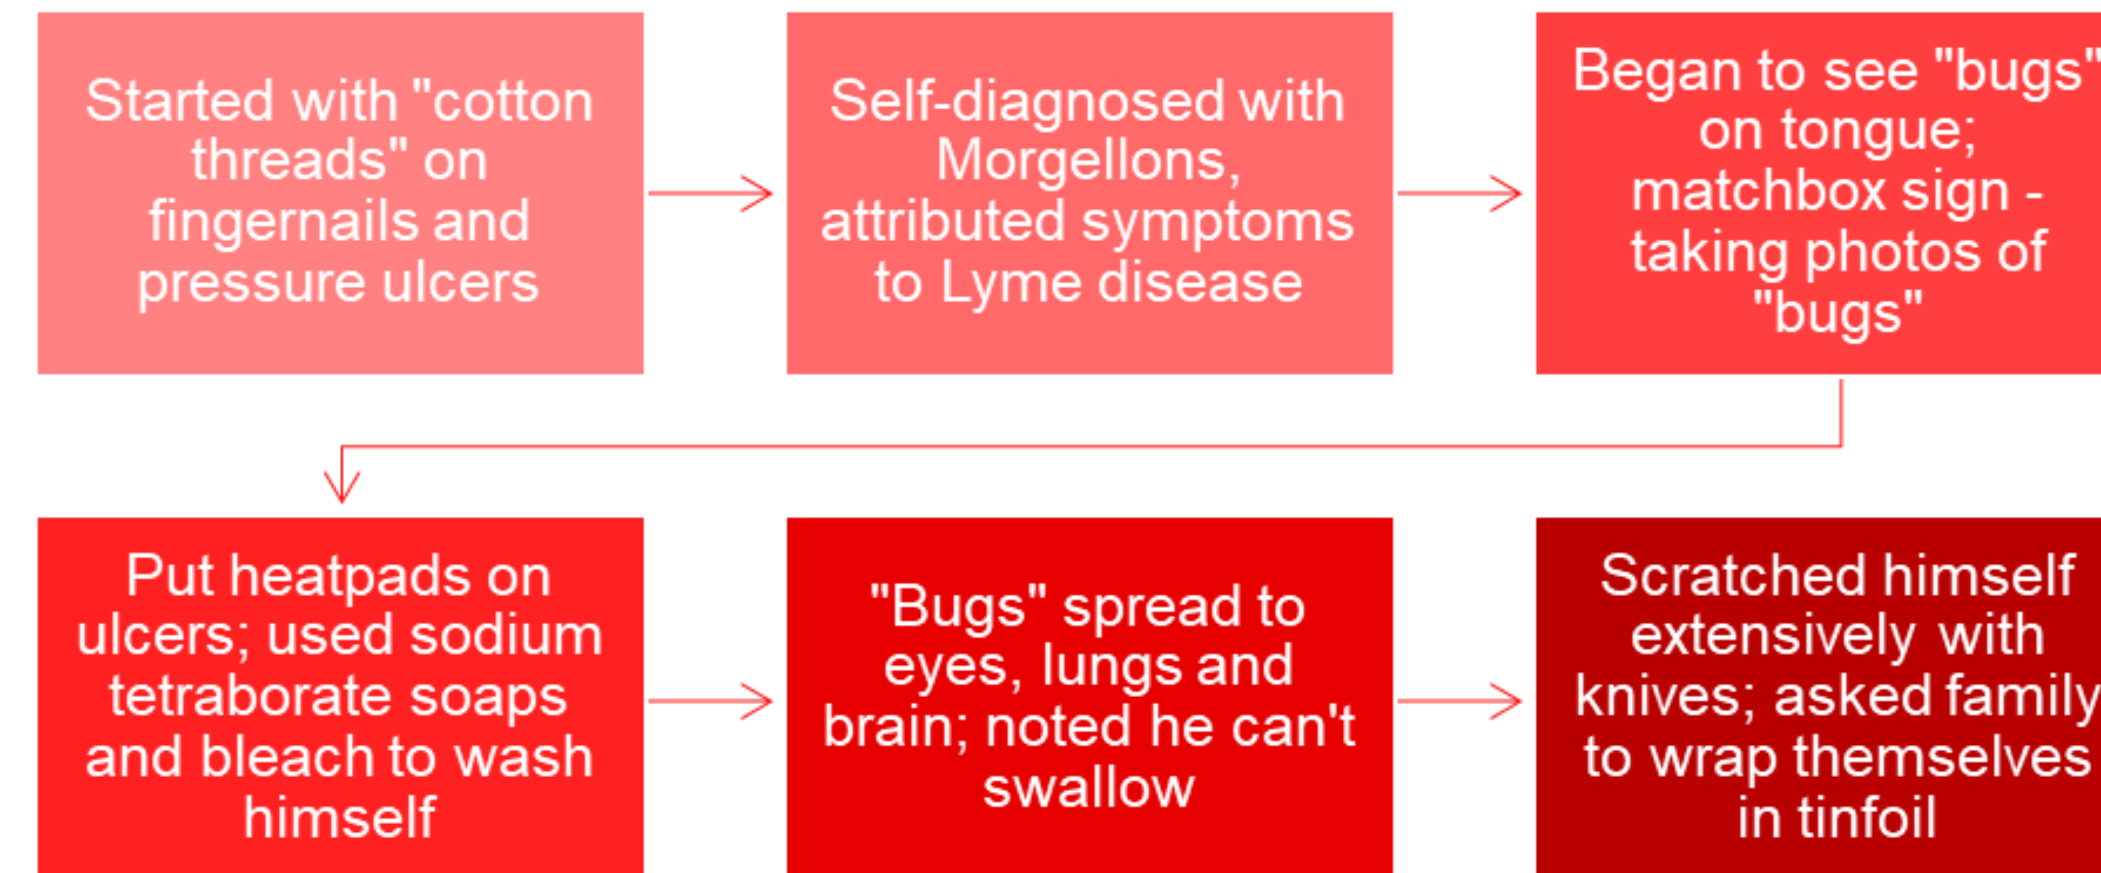 Started with "cotton
threads" on
fingernails and
pressure ulcers
Self-diagnosed with
Morgellons,
attributed symptoms
to Lyme disease
Began to see "bugs"
on tongue;
matchbox sign -
taking photos of
"bugs"
Put heatpads on
ulcers; used sodium
tetraborate soaps
and bleach to wash
himself
"Bugs" spread to
eyes, lungs and
brain; noted he can't
swallow
Scratched himself
extensively with
knives; asked family
to wrap themselves
in tinfoil